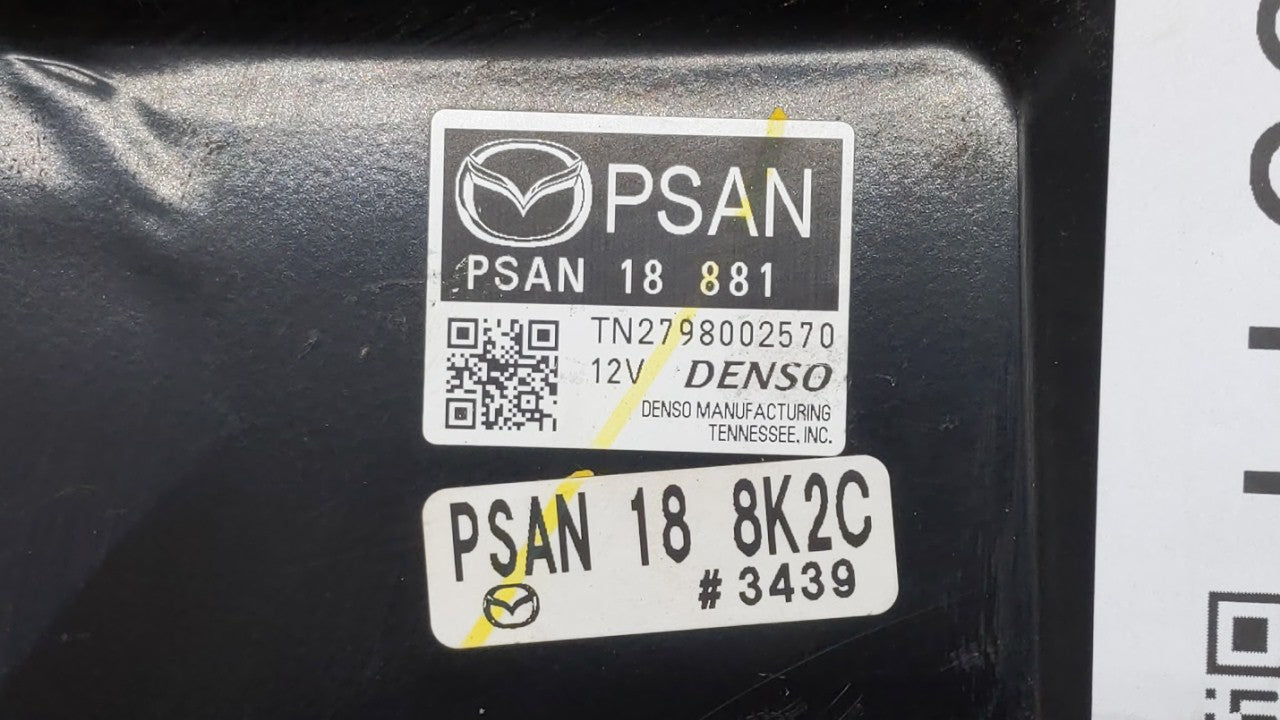 PSAN
PSAN 18 881
TN2798002570
12V DENSO
DENSO MANUFACTURING
TENNESSEE, INC.
PSAN 18 8K2C
#3439